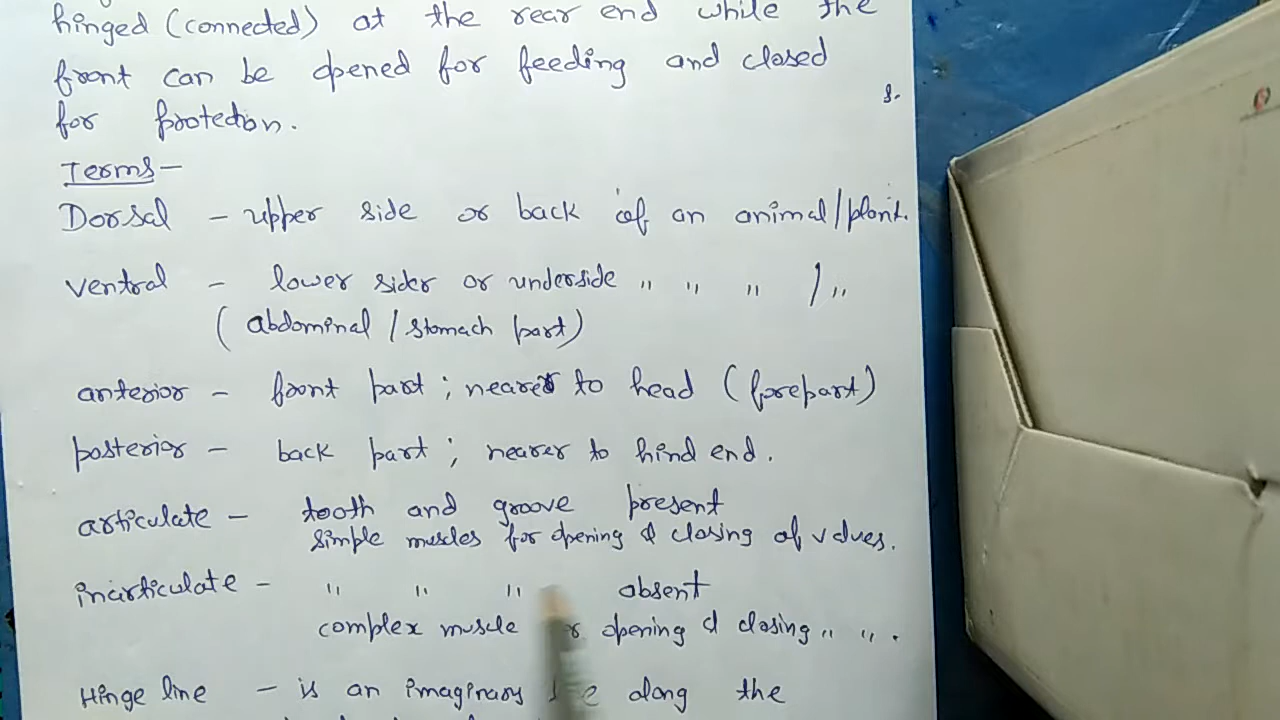 hinged (connected) at the rear end while the
front can be opened for feeding and closed
for protection.
Terms -
Dorsal - upper side or back of an animal/plant.
ventral - lower sider or underside " " " / "
( abdominal / stomach part)
anterior - front part ; nearer to head (forepart)
posterior - back part ; nearer to hind end.
articulate - tooth and groove present
simple muscles for opening & closing of valves.
inarticulate - " " " absent
complex muscle opening & closing " " .
Hinge line - is an imaginary along the